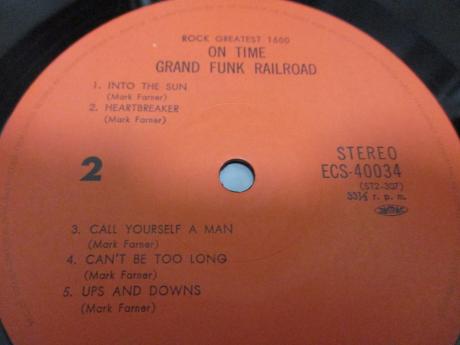 ROCK GREATEST 1600
ON TIME
GRAND FUNK RAILROAD
1. INTO THE SUN
(Mark Farner)
2. HEARTBREAKER
(Mark Farner)
2
STEREO
ECS-40034
(ST2-307)
33⅓ r. p. m.
3. CALL YOURSELF A MAN
(Mark Farner)
4. CAN'T BE TOO LONG
(Mark Farner)
5. UPS AND DOWNS
(Mark Farner)